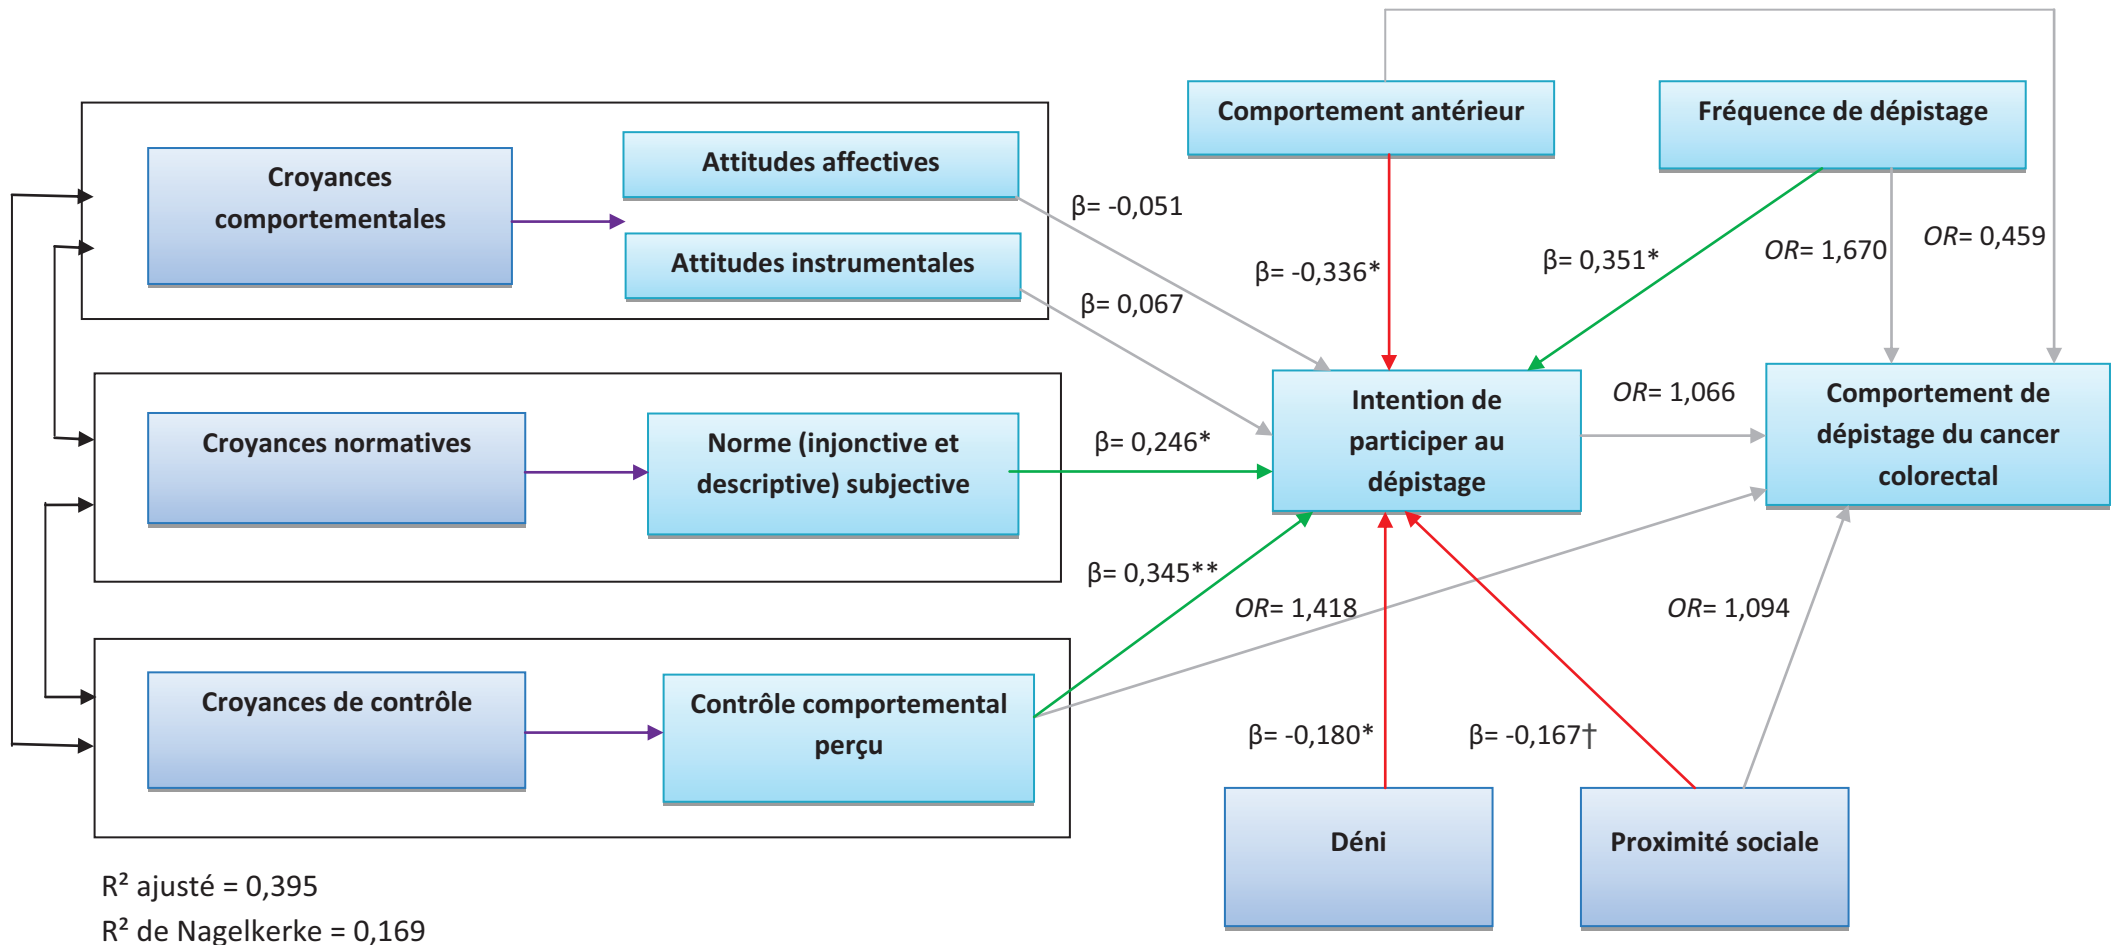 Comportement antérieur
Fréquence de dépistage
Croyances
comportementales
Attitudes affectives
Attitudes instrumentales
β= -0,051
β= 0,067
β= -0,336*
β= 0,351*
OR= 1,670
OR= 0,459
Croyances normatives
Norme (injonctive et
descriptive) subjective
β= 0,246*
Intention de
participer au
dépistage
OR= 1,066
Comportement de
dépistage du cancer
colorectal
β= 0,345**
OR= 1,418
OR= 1,094
Croyances de contrôle
Contrôle comportemental
perçu
β= -0,180*
β= -0,167†
Déni
Proximité sociale
R² ajusté = 0,395
R² de Nagelkerke = 0,169